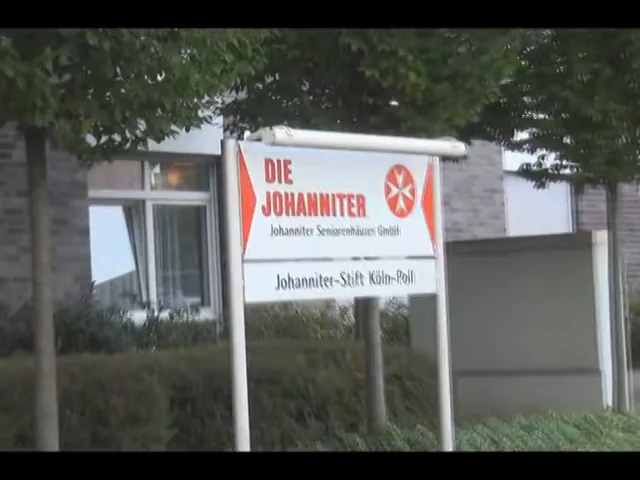 DIE
JOHANNITER
Johanniter Seniorenhäuser GmbH
Johanniter-Stift Köln-Poll